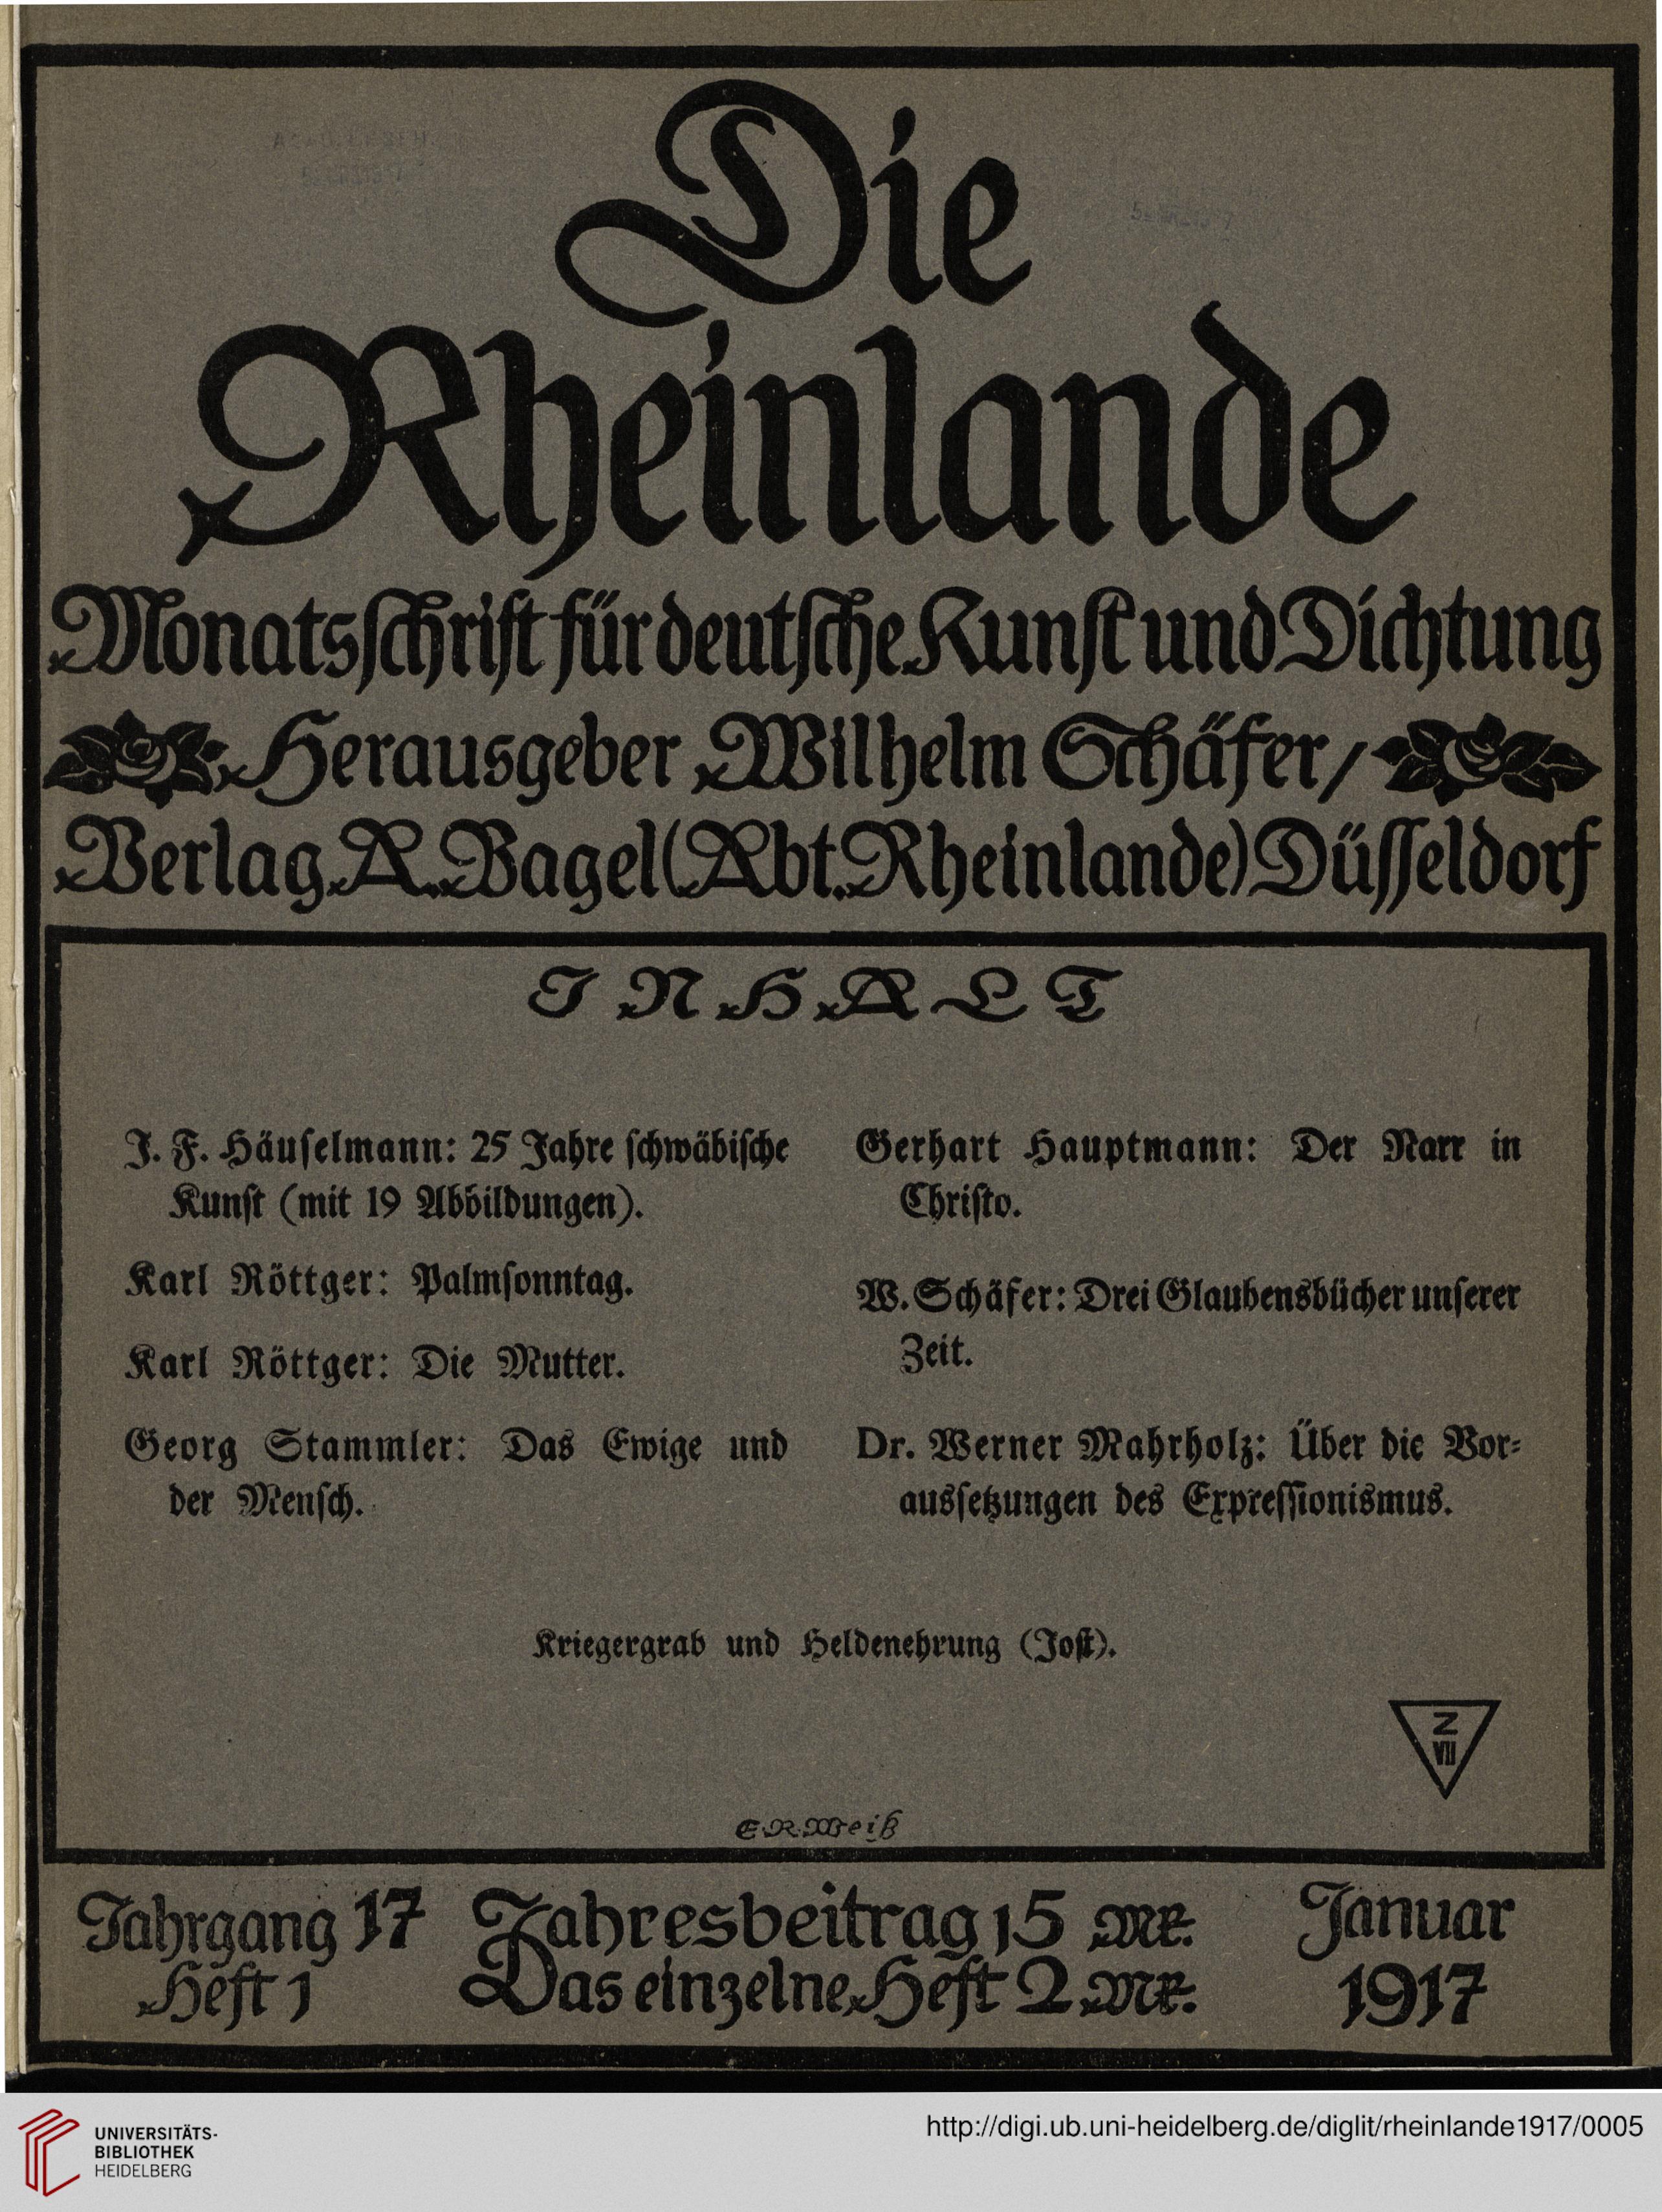 Die
Rheinlande
Monatsschrift für deutsche Kunst und Dichtung
Herausgeber Wilhelm Schäfer /
Verlag A. Bagel (Abt. Rheinlande) Düsseldorf
INHALT
J. F. Häuselmann: 25 Jahre schwäbische
Kunst (mit 19 Abbildungen).
Karl Röttger: Palmsonntag.
Karl Röttger: Die Mutter.
Georg Stammler: Das Ewige und
der Mensch.
Gerhart Hauptmann: Der Narr in
Christo.
W. Schäfer: Drei Glaubensbücher unserer
Zeit.
Dr. Werner Mahrholz: Über die Vor-
aussetzungen des Expressionismus.
Kriegergrab und Heldenehrung (Jost).
Z
VII
E.R.Weiß
Jahrgang 17
Heft 1
Jahresbeitrag 15 Mk.
Das einzelne Heft 2 Mk.
Januar
1917
UNIVERSITÄTS-
BIBLIOTHEK
HEIDELBERG
http://digi.ub.uni-heidelberg.de/diglit/rheinlande1917/0005